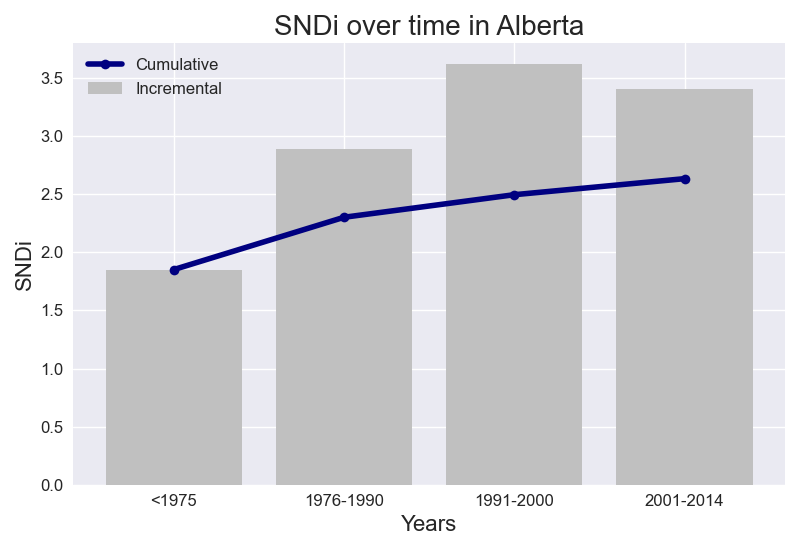 SNDi over time in Alberta
Cumulative
Incremental
3.5
3.0
2.5
2.0
1.5
1.0
0.5
0.0
SNDi
<1975 1976-1990 1991-2000 2001-2014
Years